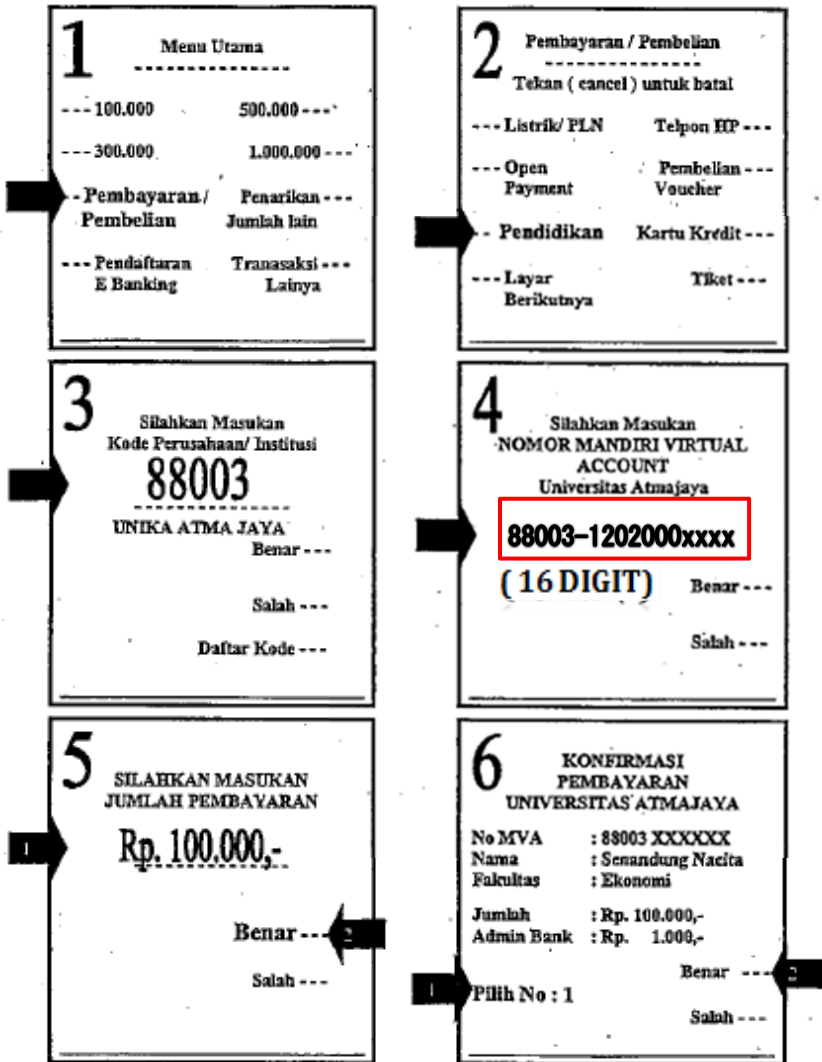 1
Menu Utama
---------------
---100.000 500.000---
---300.000 1.000.000---
--Pembayaran/ Penarikan---
Pembelian Jumlah lain
---Pendaftaran Tranasaksi---
E Banking Lainya
2
Pembayaran / Pembelian
---------------
Tekan ( cancel ) untuk batal
---Listrik/ PLN Telpon HP---
---Open Pembelian---
Payment Voucher
-- Pendidikan Kartu Kredit---
---Layar Tiket---
Berikutnya
3
Silahkan Masukan
Kode Perusahaan/ Institusi
88003
---------------
UNIKA ATMA JAYA
Benar---
Salah---
Daftar Kode---
4
Silahkan Masukan
NOMOR MANDIRI VIRTUAL
ACCOUNT
Universitas Atmajaya
88003-1202000xxxx
( 16 DIGIT) Benar---
Salah---
5
SILAHKAN MASUKAN
JUMLAH PEMBAYARAN
1 Rp. 100.000,-
Benar---2
Salah---
6
KONFIRMASI
PEMBAYARAN
UNIVERSITAS ATMAJAYA
No MVA : 88003 XXXXXX
Nama : Senandung Nacita
Fakultas : Ekonomi
Jumlah : Rp. 100.000,-
Admin Bank : Rp. 1.000,-
Benar ---2
1 Pilih No : 1
Salah---